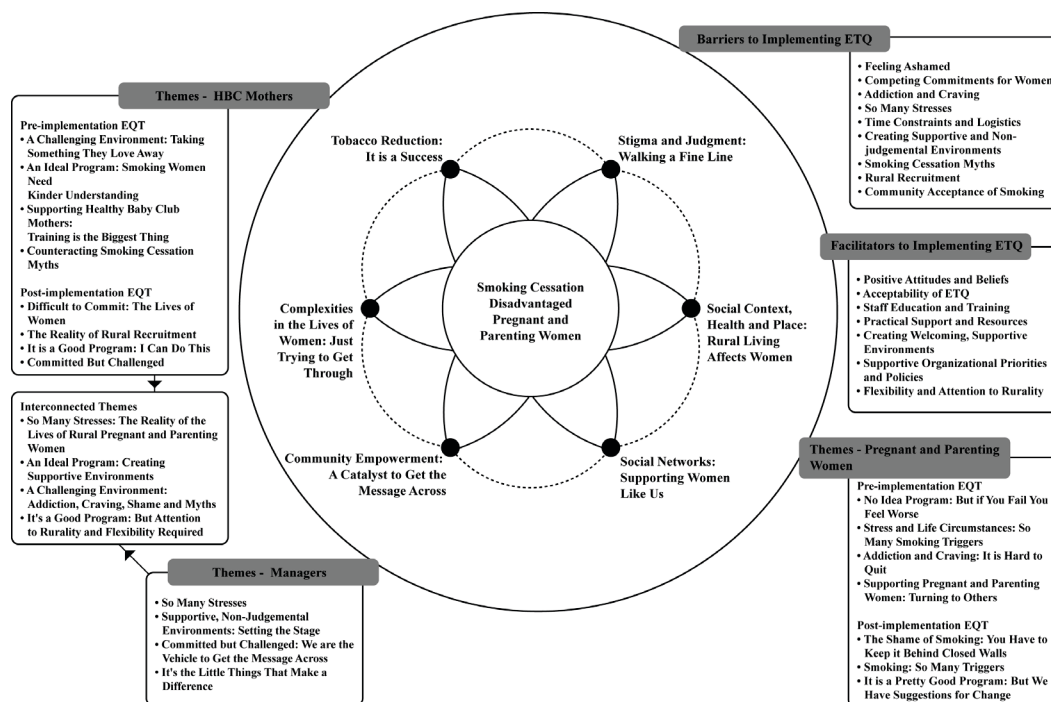 Themes - HBC Mothers
Pre-implementation EQT
• A Challenging Environment: Taking
Something They Love Away
• An Ideal Program: Smoking Women
Need
Kinder Understanding
• Supporting Healthy Baby Club
Mothers:
Training is the Biggest Thing
• Counteracting Smoking Cessation
Myths
Post-implementation EQT
• Difficult to Commit: The Lives of
Women
• The Reality of Rural Recruitment
• It is a Good Program: I Can Do This
• Committed But Challenged
Interconnected Themes
• So Many Stresses: The Reality of the
Lives of Rural Pregnant and Parenting
Women
• An Ideal Program: Creating
Supportive Environments
• A Challenging Environment:
Addiction, Craving, Shame and Myths
• It's a Good Program: But Attention
to Rurality and Flexibility Required
Themes - Managers
• So Many Stresses
• Supportive, Non-Judgemental
Environments: Setting the Stage
• Committed but Challenged: We are the
Vehicle to Get the Message Across
• It's the Little Things That Make a
Difference
Tobacco Reduction:
It is a Success
Stigma and Judgment:
Walking a Fine Line
Complexities
in the Lives of
Women: Just
Trying to Get
Through
Smoking Cessation
Disadvantaged
Pregnant and
Parenting Women
Social Context,
Health and Place:
Rural Living
Affects Women
Community Empowerment:
A Catalyst to Get the
Message Across
Social Networks:
Supporting Women
Like Us
Barriers to Implementing ETQ
• Feeling Ashamed
• Competing Commitments for Women
• Addiction and Craving
• So Many Stresses
• Time Constraints and Logistics
• Creating Supportive and Non-
judgemental Environments
• Smoking Cessation Myths
• Rural Recruitment
• Community Acceptance of Smoking
Facilitators to Implementing ETQ
• Positive Attitudes and Beliefs
• Acceptability of ETQ
• Staff Education and Training
• Practical Support and Resources
• Creating Welcoming, Supportive
Environments
• Supportive Organizational Priorities
and Policies
• Flexibility and Attention to Rurality
Themes - Pregnant and Parenting
Women
Pre-implementation EQT
• No Idea Program: But if You Fail You
Feel Worse
• Stress and Life Circumstances: So
Many Smoking Triggers
• Addiction and Craving: It is Hard to
Quit
• Supporting Pregnant and Parenting
Women: Turning to Others
Post-implementation EQT
• The Shame of Smoking: You Have to
Keep it Behind Closed Walls
• Smoking: So Many Triggers
• It is a Pretty Good Program: But We
Have Suggestions for Change